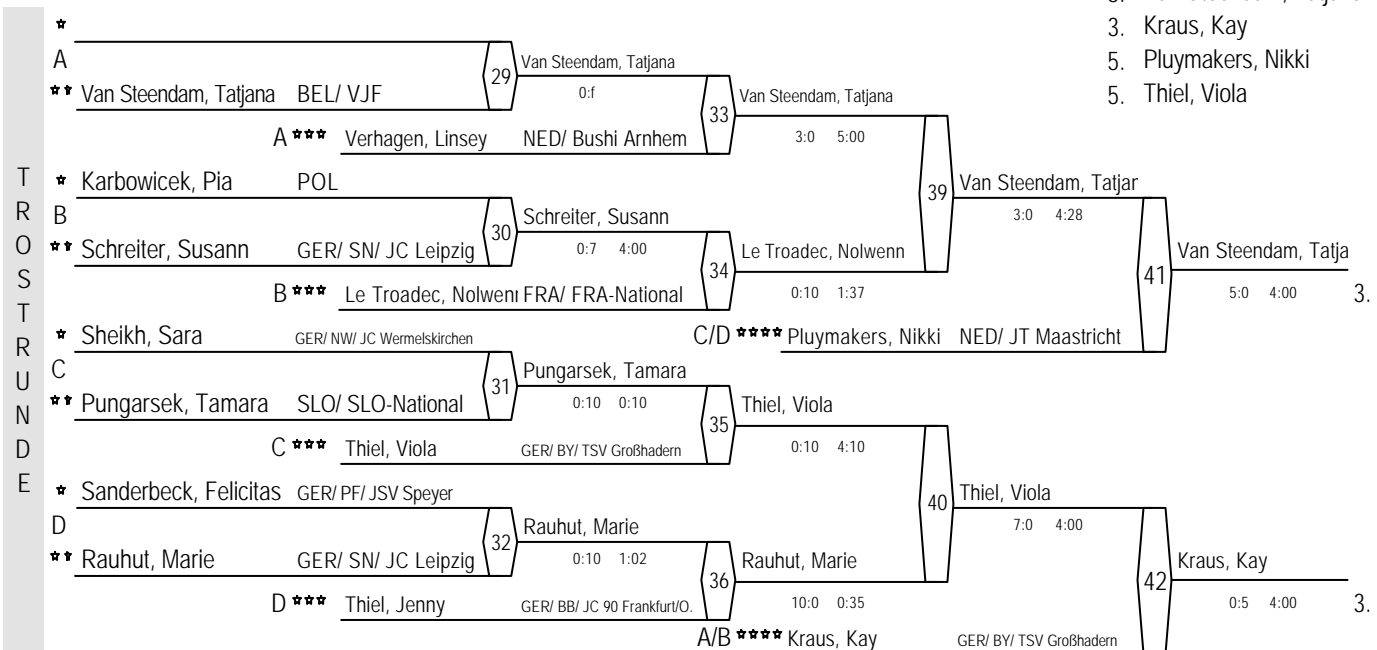 3. Kraus, Kay
5. Pluymakers, Nikki
5. Thiel, Viola
TROSTRUNDE
A
Van Steendam, Tatjana BEL/ VJF
29
Van Steendam, Tatjana
0:f
A Verhagen, Linsey NED/ Bushi Arnhem
33
Van Steendam, Tatjana
3:0 5:00
Karbowicek, Pia POL
B
Schreiter, Susann GER/ SN/ JC Leipzig
30
Schreiter, Susann
0:7 4:00
B Le Troadec, Nolweni FRA/ FRA-National
34
Le Troadec, Nolwenn
0:10 1:37
39
Van Steendam, Tatjar
3:0 4:28
C/D Pluymakers, Nikki NED/ JT Maastricht
41
Van Steendam, Tatja
5:0 4:00 3.
Sheikh, Sara GER/ NW/ JC Wermelskirchen
C
Pungarsek, Tamara SLO/ SLO-National
31
Pungarsek, Tamara
0:10 0:10
C Thiel, Viola GER/ BY/ TSV Großhadern
35
Thiel, Viola
0:10 4:10
Sanderbeck, Felicitas GER/ PF/ JSV Speyer
D
Rauhut, Marie GER/ SN/ JC Leipzig
32
Rauhut, Marie
0:10 1:02
D Thiel, Jenny GER/ BB/ JC 90 Frankfurt/O.
36
Rauhut, Marie
10:0 0:35
40
Thiel, Viola
7:0 4:00
A/B Kraus, Kay GER/ BY/ TSV Großhadern
42
Kraus, Kay
0:5 4:00 3.